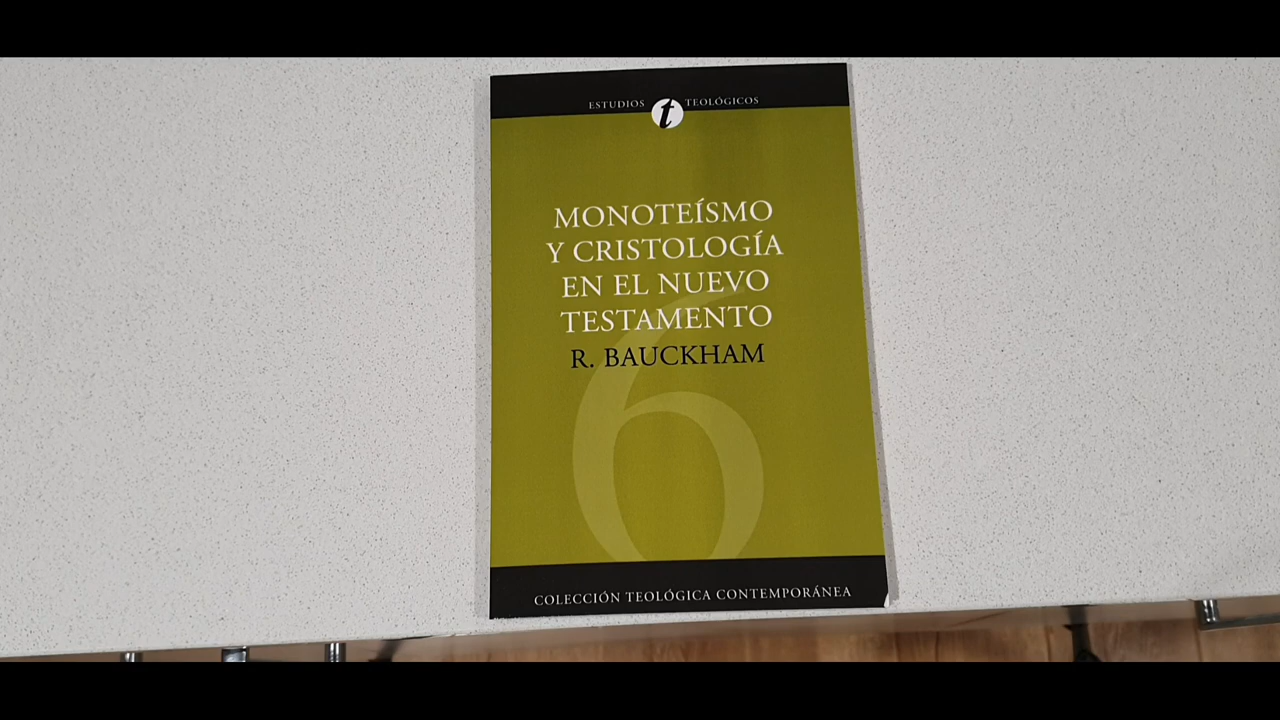 ESTUDIOS t TEOLÓGICOS
MONOTEÍSMO
Y CRISTOLOGÍA
EN EL NUEVO
TESTAMENTO
R. BAUCKHAM
6
COLECCIÓN TEOLÓGICA CONTEMPORÁNEA